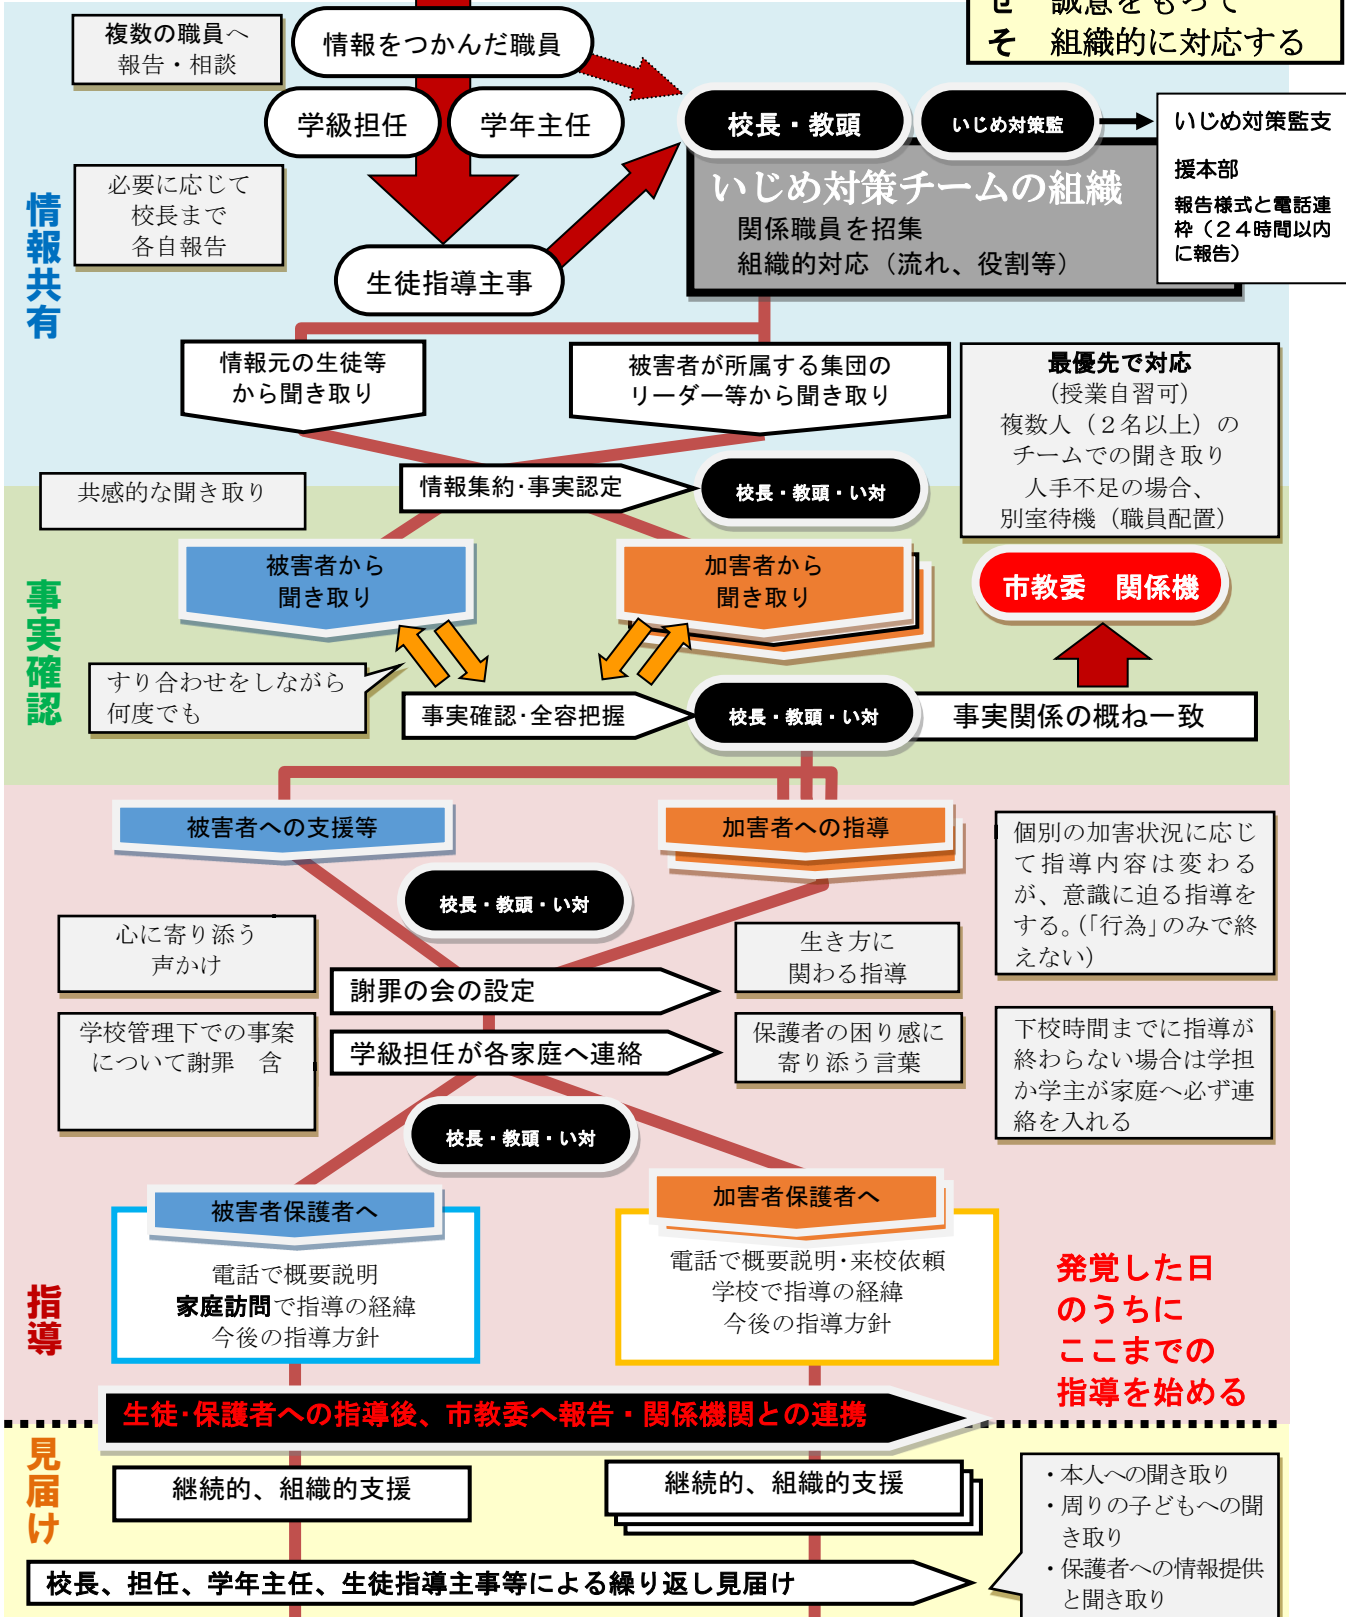 せ　誠意をもって
そ　組織的に対応する
複数の職員へ
報告・相談
情報をつかんだ職員
学級担任
学年主任
校長・教頭
いじめ対策監
いじめ対策監支
援本部
報告様式と電話連
枠（２４時間以内
に報告）
情報共有
必要に応じて
校長まで
各自報告
いじめ対策チームの組織
関係職員を招集
組織的対応（流れ、役割等）
生徒指導主事
情報元の生徒等
から聞き取り
被害者が所属する集団の
リーダー等から聞き取り
最優先で対応
（授業自習可）
複数人（２名以上）の
チームでの聞き取り
人手不足の場合、
別室待機（職員配置）
共感的な聞き取り
情報集約・事実認定
校長・教頭・い対
事実確認
被害者から
聞き取り
加害者から
聞き取り
市教委　関係機
すり合わせをしながら
何度でも
事実確認・全容把握
校長・教頭・い対
事実関係の概ね一致
被害者への支援等
加害者への指導
個別の加害状況に応じ
て指導内容は変わる
が、意識に迫る指導を
する。（「行為」のみで終
えない）
校長・教頭・い対
心に寄り添う
声かけ
生き方に
関わる指導
謝罪の会の設定
学校管理下での事案
について謝罪　含
学級担任が各家庭へ連絡
保護者の困り感に
寄り添う言葉
下校時間までに指導が
終わらない場合は学担
か学主が家庭へ必ず連
絡を入れる
校長・教頭・い対
指導
被害者保護者へ
電話で概要説明
家庭訪問で指導の経緯
今後の指導方針
加害者保護者へ
電話で概要説明・来校依頼
学校で指導の経緯
今後の指導方針
発覚した日
のうちに
ここまでの
指導を始める
生徒・保護者への指導後、市教委へ報告・関係機関との連携
見届け
継続的、組織的支援
継続的、組織的支援
・本人への聞き取り
・周りの子どもへの聞
き取り
・保護者への情報提供
と聞き取り
校長、担任、学年主任、生徒指導主事等による繰り返し見届け